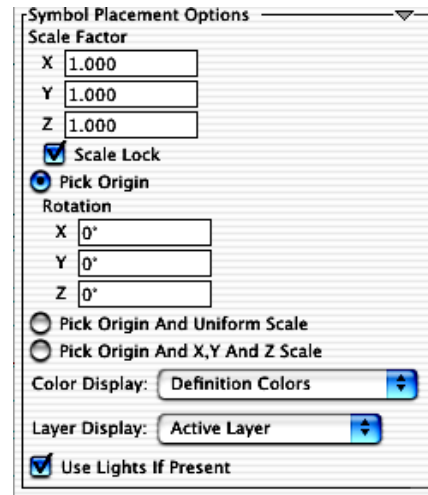 Symbol Placement Options
Scale Factor
X 1.000
Y 1.000
Z 1.000
Scale Lock
Pick Origin
Rotation
X 0°
Y 0°
Z 0°
Pick Origin And Uniform Scale
Pick Origin And X,Y And Z Scale
Color Display: Definition Colors
Layer Display: Active Layer
Use Lights If Present